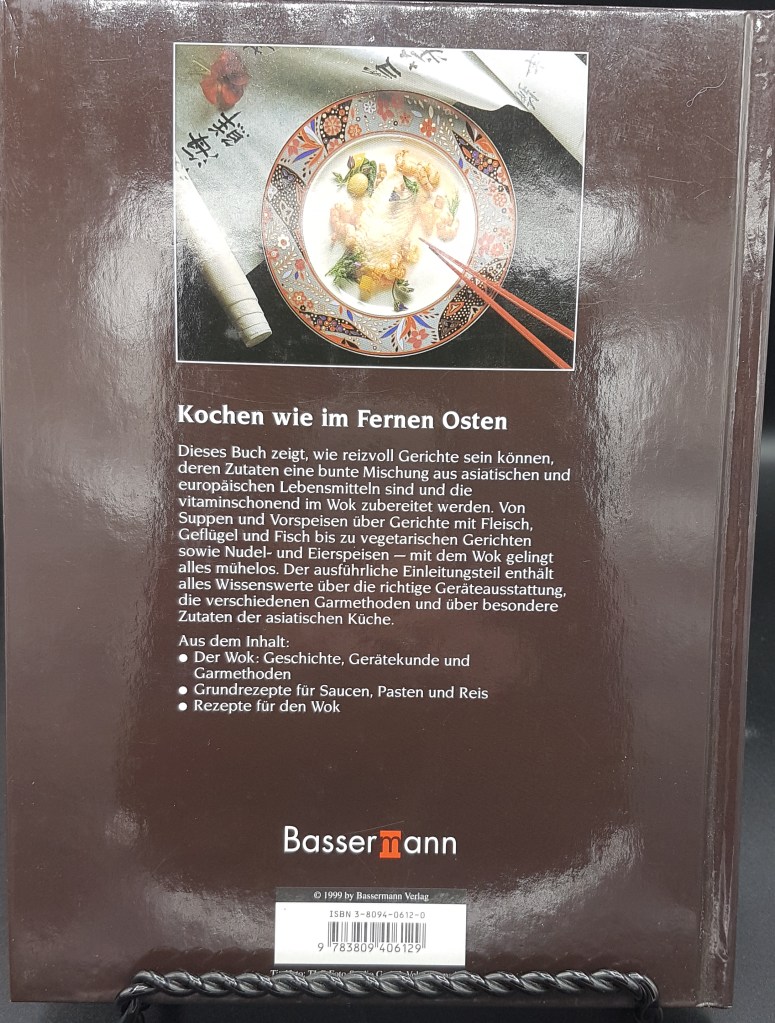 海鮮
Kochen wie im Fernen Osten
Dieses Buch zeigt, wie reizvoll Gerichte sein können,
deren Zutaten eine bunte Mischung aus asiatischen und
europäischen Lebensmitteln sind und die
vitaminschonend im Wok zubereitet werden. Von
Suppen und Vorspeisen über Gerichte mit Fleisch,
Geflügel und Fisch bis zu vegetarischen Gerichten
sowie Nudel- und Eierspeisen — mit dem Wok gelingt
alles mühelos. Der ausführliche Einleitungsteil enthält
alles Wissenswerte über die richtige Geräteausstattung,
die verschiedenen Garmethoden und über besondere
Zutaten der asiatischen Küche.
Aus dem Inhalt:
● Der Wok: Geschichte, Gerätekunde und
Garmethoden
● Grundrezepte für Saucen, Pasten und Reis
● Rezepte für den Wok
Bassermann
© 1999 by Bassermann Verlag
ISBN 3-8094-0612-0
9 783809 406129